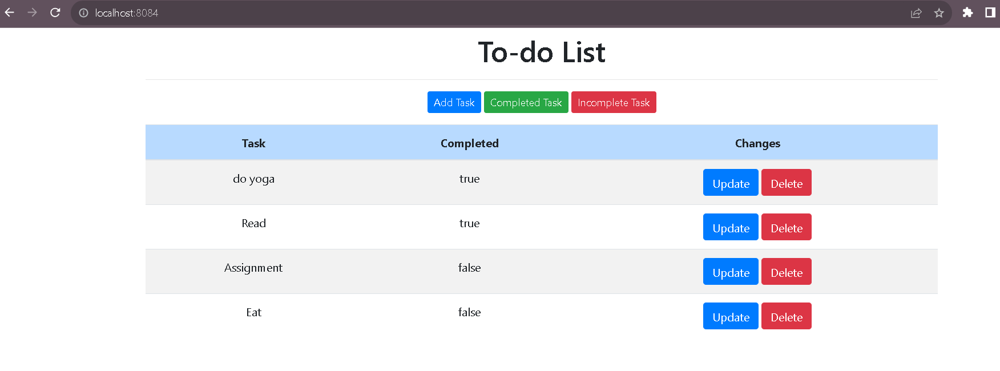 localhost:8084
To-do List
Add Task Completed Task Incomplete Task
Task Completed Changes
do yoga true Update Delete
Read true Update Delete
Assignment false Update Delete
Eat false Update Delete